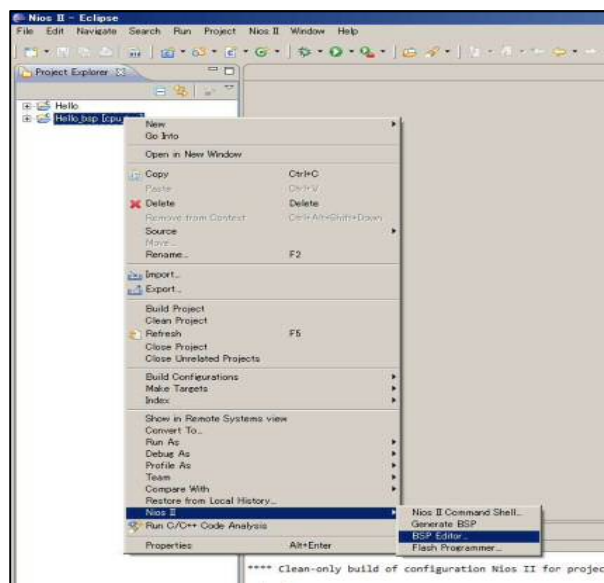 Nios II - Eclipse
File Edit Navigate Search Run Project Nios II Window Help
Project Explorer
Hello
Hello_bsp [cpu
New
Go Into
Open in New Window
Copy Ctrl+C
Paste Ctrl+V
Delete Delete
Remove from Context Ctrl+Alt+Shift+Down
Source
Move...
Rename... F2
Import...
Export...
Build Project
Clean Project
Refresh F5
Close Project
Close Unrelated Projects
Build Configurations
Make Targets
Index
Show in Remote Systems view
Convert To...
Run As
Debug As
Profile As
Team
Compare With
Restore from Local History...
Nios II
Nios II Command Shell...
Generate BSP
BSP Editor...
Flash Programmer...
Run C/C++ Code Analysis
Properties Alt+Enter
**** Clean-only build of configuration Nios II for projec